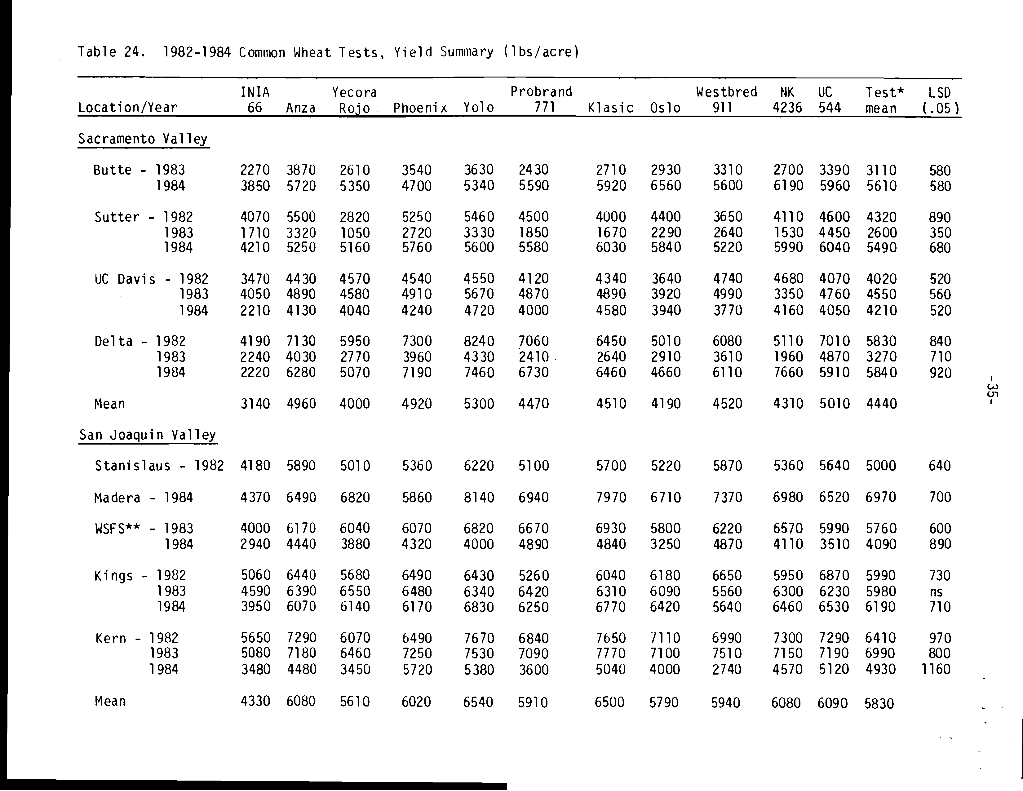 Table 24. 1982-1984 Common Wheat Tests, Yield Summary (lbs/acre)
INIA Yecora Probrand Westbred NK UC Test* LSD
Location/Year 66 Anza Rojo Phoenix Yolo 771 Klasic Oslo 911 4236 544 mean (.05)
Sacramento Valley
Butte - 1983 2270 3870 2610 3540 3630 2430 2710 2930 3310 2700 3390 3110 580
1984 3850 5720 5350 4700 5340 5590 5920 6560 5600 6190 5960 5610 580
Sutter - 1982 4070 5500 2820 5250 5460 4500 4000 4400 3650 4110 4600 4320 890
1983 1710 3320 1050 2720 3330 1850 1670 2290 2640 1530 4450 2600 350
1984 4210 5250 5160 5760 5600 5580 6030 5840 5220 5990 6040 5490 680
UC Davis - 1982 3470 4430 4570 4540 4550 4120 4340 3640 4740 4680 4070 4020 520
1983 4050 4890 4580 4910 5670 4870 4890 3920 4990 3350 4760 4550 560
1984 2210 4130 4040 4240 4720 4000 4580 3940 3770 4160 4050 4210 520
Delta - 1982 4190 7130 5950 7300 8240 7060 6450 5010 6080 5110 7010 5830 840
1983 2240 4030 2770 3960 4330 2410 2640 2910 3610 1960 4870 3270 710
1984 2220 6280 5070 7190 7460 6730 6460 4660 6110 7660 5910 5840 920
Mean 3140 4960 4000 4920 5300 4470 4510 4190 4520 4310 5010 4440
San Joaquin Valley
Stanislaus - 1982 4180 5890 5010 5360 6220 5100 5700 5220 5870 5360 5640 5000 640
Madera - 1984 4370 6490 6820 5860 8140 6940 7970 6710 7370 6980 6520 6970 700
WSFS** - 1983 4000 6170 6040 6070 6820 6670 6930 5800 6220 6570 5990 5760 600
1984 2940 4440 3880 4320 4000 4890 4840 3250 4870 4110 3510 4090 890
Kings - 1982 5060 6440 5680 6490 6430 5260 6040 6180 6650 5950 6870 5990 730
1983 4590 6390 6550 6480 6340 6420 6310 6090 5560 6300 6230 5980 ns
1984 3950 6070 6140 6170 6830 6250 6770 6420 5640 6460 6530 6190 710
Kern - 1982 5650 7290 6070 6490 7670 6840 7650 7110 6990 7300 7290 6410 970
1983 5080 7180 6460 7250 7530 7090 7770 7100 7510 7150 7190 6990 800
1984 3480 4480 3450 5720 5380 3600 5040 4000 2740 4570 5120 4930 1160
Mean 4330 6080 5610 6020 6540 5910 6500 5790 5940 6080 6090 5830
-35-